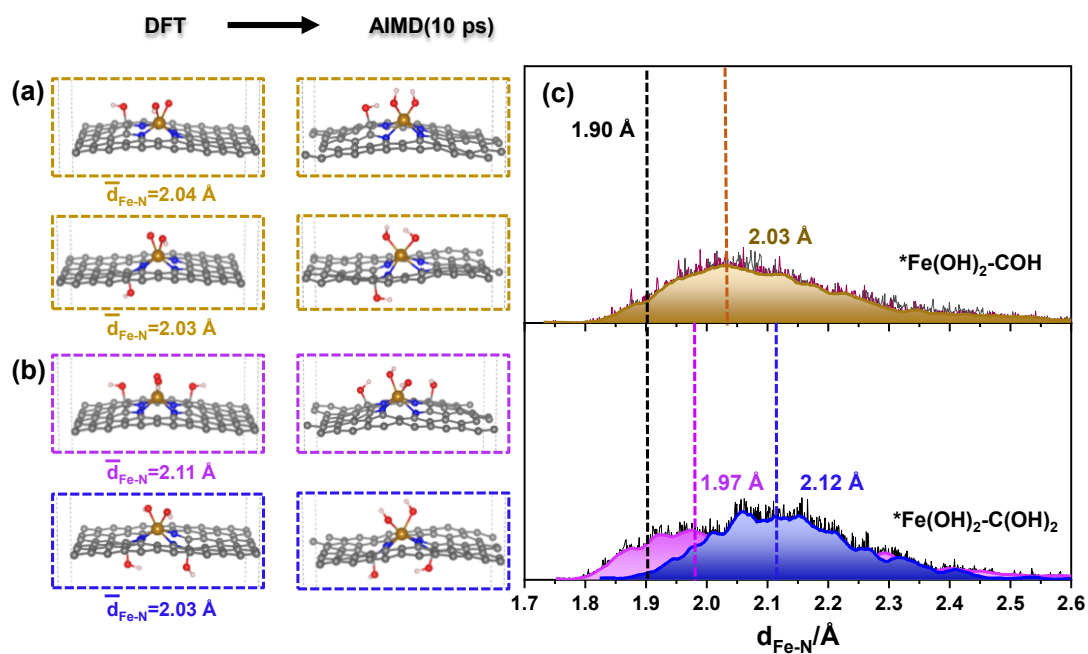 DFT
AIMD(10 ps)
(a)
d̅Fe-N=2.04 Å
d̅Fe-N=2.03 Å
(b)
d̅Fe-N=2.11 Å
d̅Fe-N=2.03 Å
(c)
1.90 Å
2.03 Å
*Fe(OH)₂-COH
1.97 Å
2.12 Å
*Fe(OH)₂-C(OH)₂
1.7 1.8 1.9 2.0 2.1 2.2 2.3 2.4 2.5 2.6
dFe-N/Å